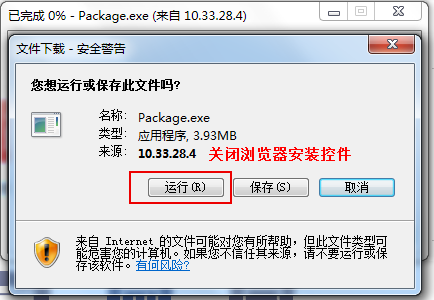 已完成 0% - Package.exe (来自 10.33.28.4)
文件下载 - 安全警告
您想运行或保存此文件吗?
名称: Package.exe
类型: 应用程序, 3.93MB
来源: 10.33.28.4 关闭浏览器安装控件
运行(R) 保存(S) 取消
来自 Internet 的文件可能对您有所帮助，但此文件类型可
能危害您的计算机。如果您不信任其来源，请不要运行或保
存该软件。有何风险?